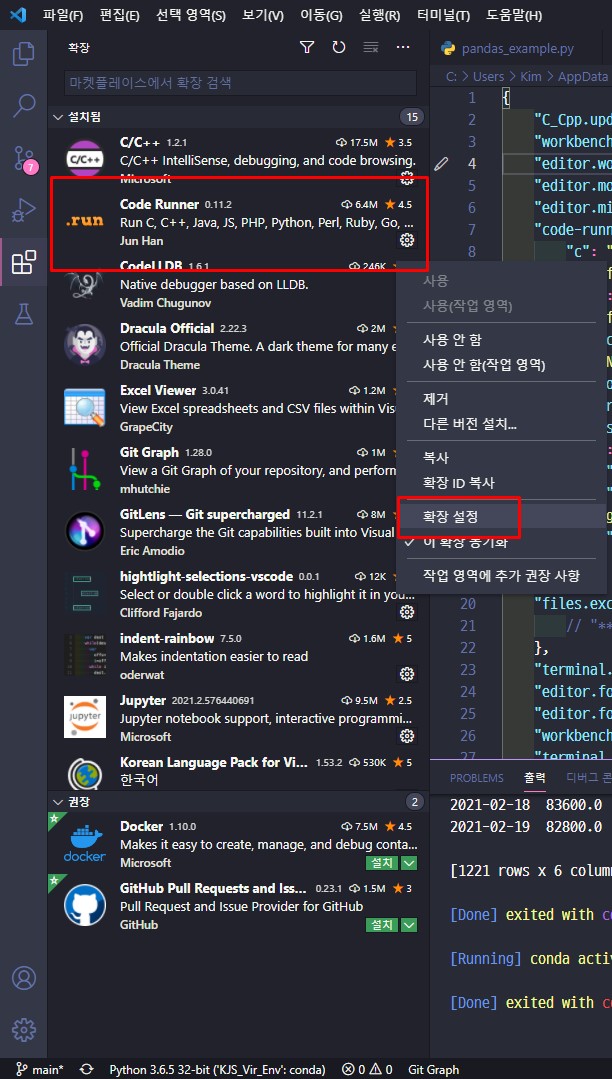 파일(F) 편집(E) 선택 영역(S) 보기(V) 이동(G) 실행(R) 터미널(T) 도움말(H)
확장
마켓플레이스에서 확장 검색
설치됨 15
C/C++ 1.2.1 17.5M 3.5
C/C++ IntelliSense, debugging, and code browsing.
Microsoft
Code Runner 0.11.2 6.4M 4.5
Run C, C++, Java, JS, PHP, Python, Perl, Ruby, Go, ...
Jun Han
CodeLLDB 1.6.1 246K
Native debugger based on LLDB.
Vadim Chugunov
Dracula Official 2.22.3 2M
Official Dracula Theme. A dark theme for many
Dracula Theme
Excel Viewer 3.0.41 1.2M
View Excel spreadsheets and CSV files within
GrapeCity
Git Graph 1.28.0 1M
View a Git Graph of your repository, and perform
mhutchie
GitLens — Git supercharged 11.2.1 8M
Supercharge the Git capabilities built into Visual
Eric Amodio
hightlight-selections-vscode 0.0.1 12K
Select or double click a word to highlight it in you...
Clifford Fajardo
indent-rainbow 7.5.0 1.6M 5
Makes indentation easier to read
oderwat
Jupyter 2021.2.576440691 9.5M 2.5
Jupyter notebook support, interactive programmi...
Microsoft
Korean Language Pack for Vi... 1.53.2 530K 5
한국어
권장 2
Docker 1.10.0 7.5M 4.5
Makes it easy to create, manage, and debug conta...
Microsoft 설치
GitHub Pull Requests and Iss... 0.23.1 1.5M 3
Pull Request and Issue Provider for GitHub
GitHub 설치
7
.run
C/C++
jupyter
docker
사용
사용(작업 영역)
사용 안 함
사용 안 함(작업 영역)
제거
다른 버전 설치...
복사
확장 ID 복사
확장 설정
이 확장 동기화
작업 영역에 추가 권장 사항
pandas_example.py
C: > Users > Kim > AppData
1 {
2 "C_Cpp.upd
3 "workbench
4 "editor.wo
5 "editor.mo
6 "editor.mi
7 "code-runn
8 "c": "
20 "files.exc
21 // "**
22 },
23 "terminal.
24 "editor.fo
25 "editor.fo
26 "workbench
27 "terminal
PROBLEMS 출력 디버그 콘
2021-02-18 83600.0
2021-02-19 82800.0
[1221 rows x 6 column
[Done] exited with co
[Running] conda activ
[Done] exited with co
main* Python 3.6.5 32-bit ('KJS_Vir_Env': conda) 0 0 Git Graph